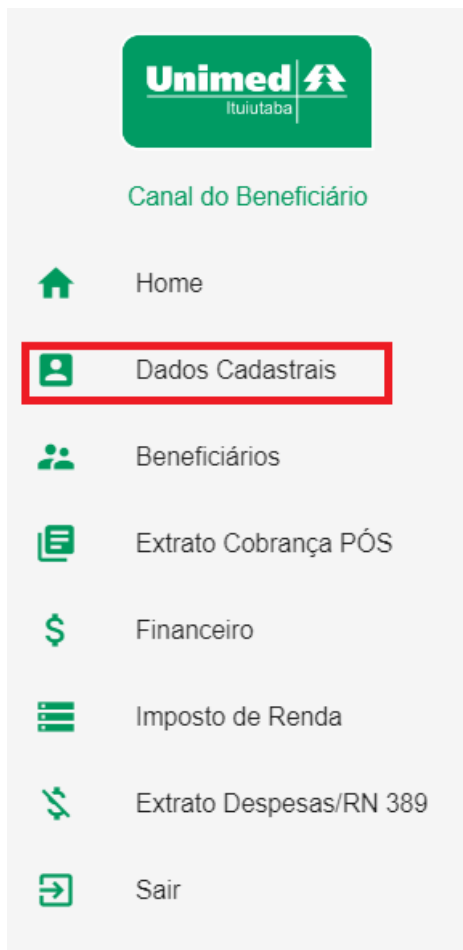 Unimed
Ituiutaba
Canal do Beneficiário
Home
Dados Cadastrais
Beneficiários
Extrato Cobrança PÓS
Financeiro
Imposto de Renda
Extrato Despesas/RN 389
Sair